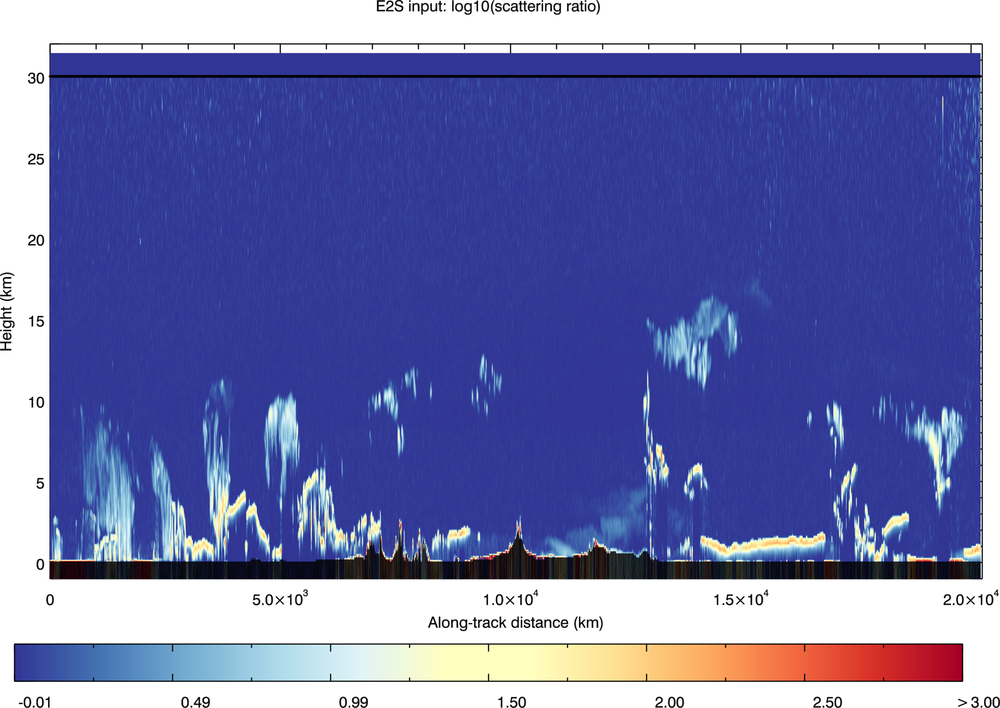 E2S input: log10(scattering ratio)
30
25
20
15
10
5
0
Height (km)
0 5.0×10³ 1.0×10⁴ 1.5×10⁴ 2.0×10⁴
Along-track distance (km)
-0.01 0.49 0.99 1.50 2.00 2.50 > 3.00